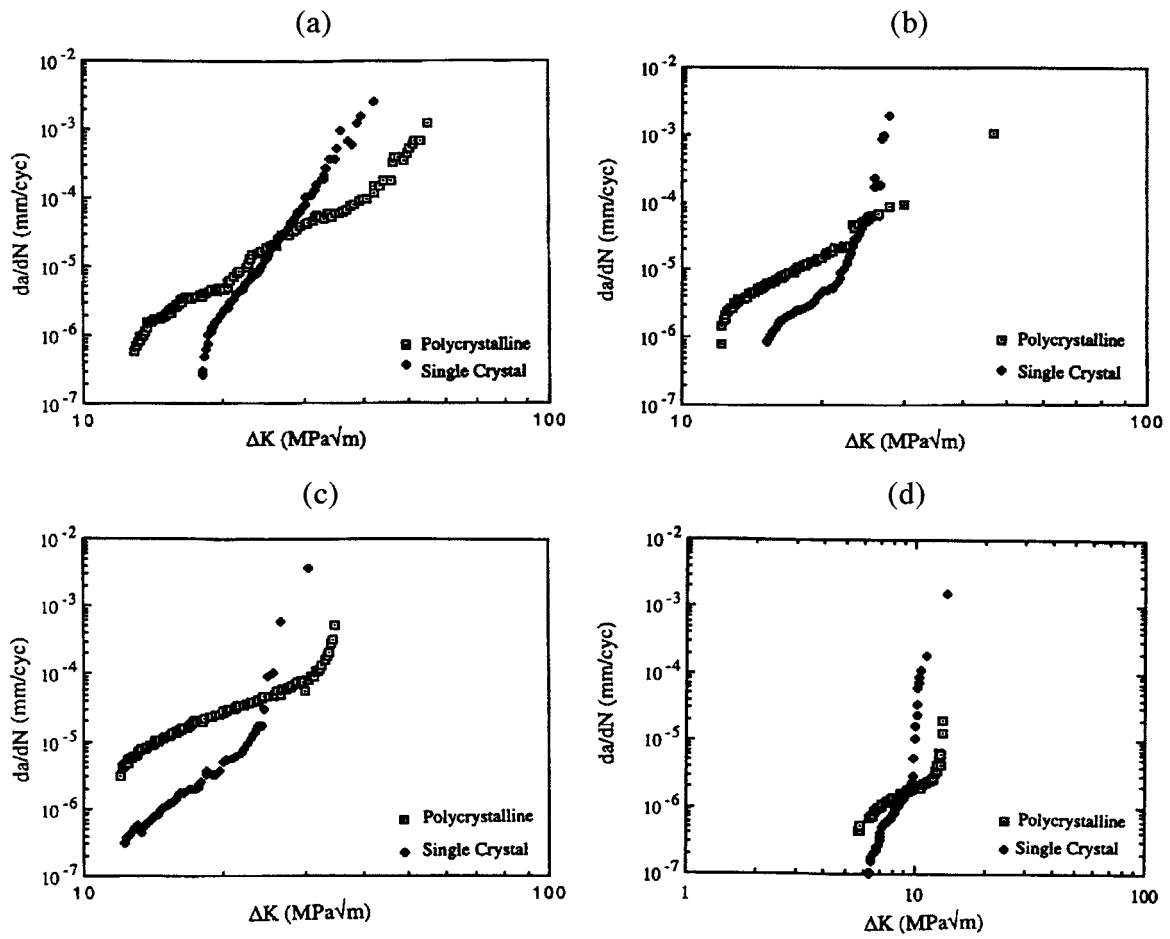 (a)
10⁻²
10⁻³
10⁻⁴
10⁻⁵
10⁻⁶
10⁻⁷
da/dN (mm/cyc)
Polycrystalline
Single Crystal
10
100
ΔK (MPa√m)
(b)
10⁻²
10⁻³
10⁻⁴
10⁻⁵
10⁻⁶
10⁻⁷
da/dN (mm/cyc)
Polycrystalline
Single Crystal
10
100
ΔK (MPa√m)
(c)
10⁻²
10⁻³
10⁻⁴
10⁻⁵
10⁻⁶
10⁻⁷
da/dN (mm/cyc)
Polycrystalline
Single Crystal
10
100
ΔK (MPa√m)
(d)
10⁻²
10⁻³
10⁻⁴
10⁻⁵
10⁻⁶
10⁻⁷
da/dN (mm/cyc)
Polycrystalline
Single Crystal
1
10
100
ΔK (MPa√m)